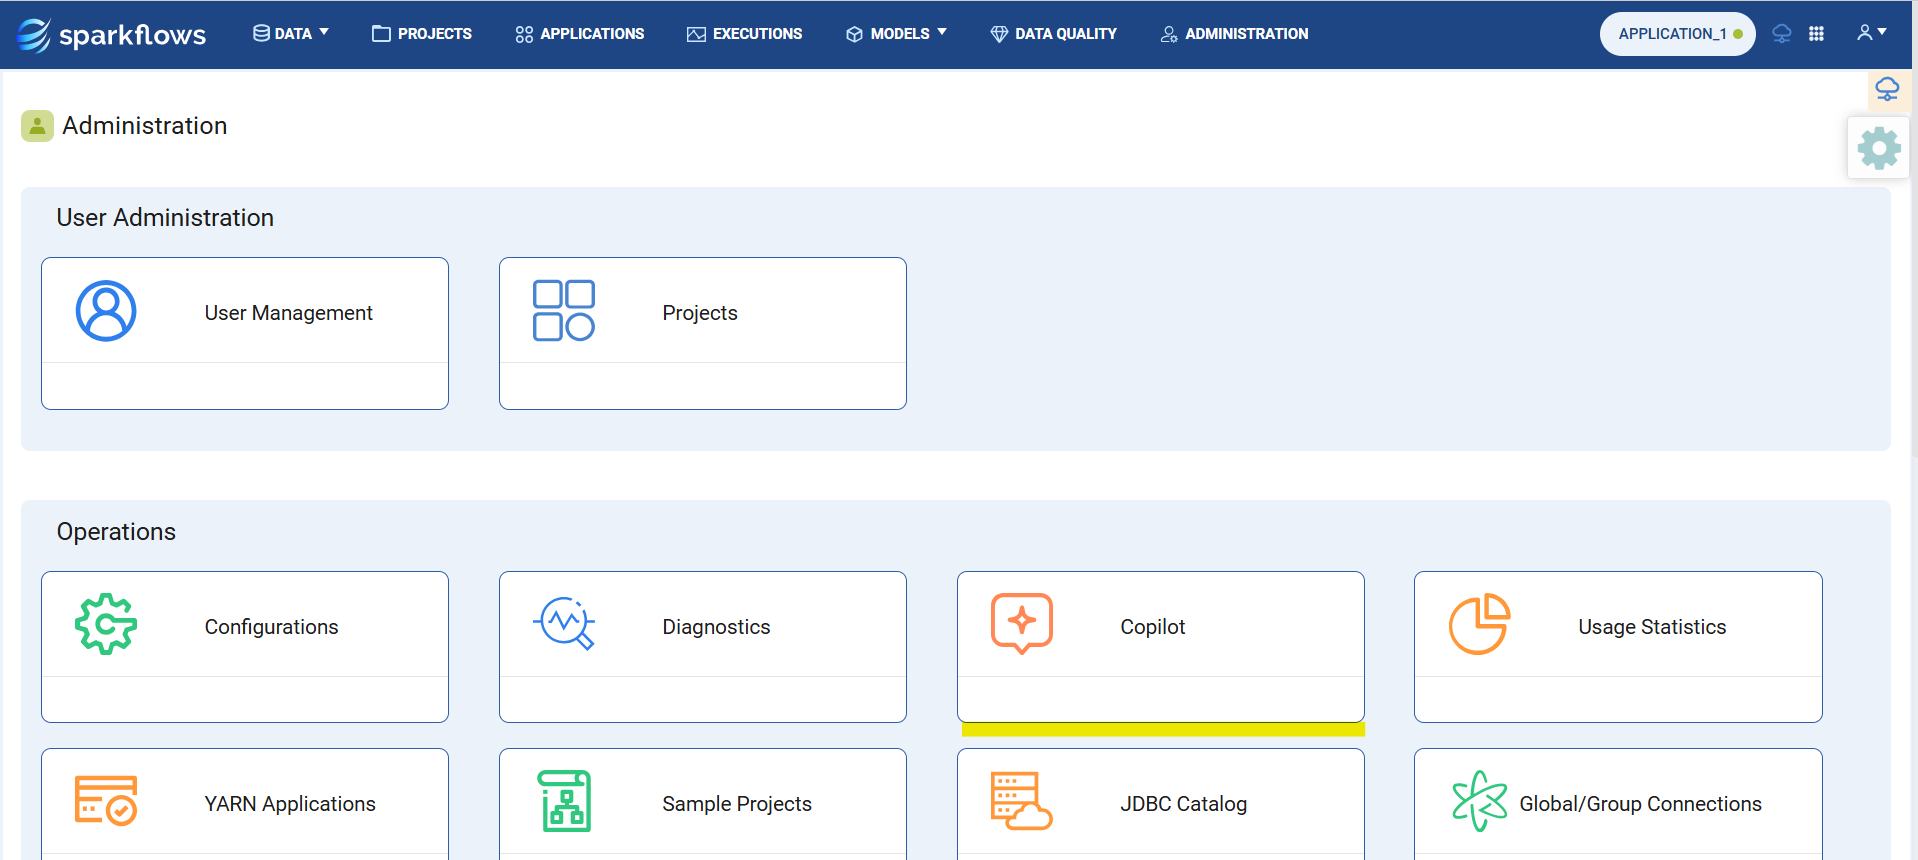 sparkflows DATA PROJECTS APPLICATIONS EXECUTIONS MODELS DATA QUALITY ADMINISTRATION APPLICATION_1
Administration
User Administration
User Management Projects
Operations
Configurations Diagnostics Copilot Usage Statistics
YARN Applications Sample Projects JDBC Catalog Global/Group Connections